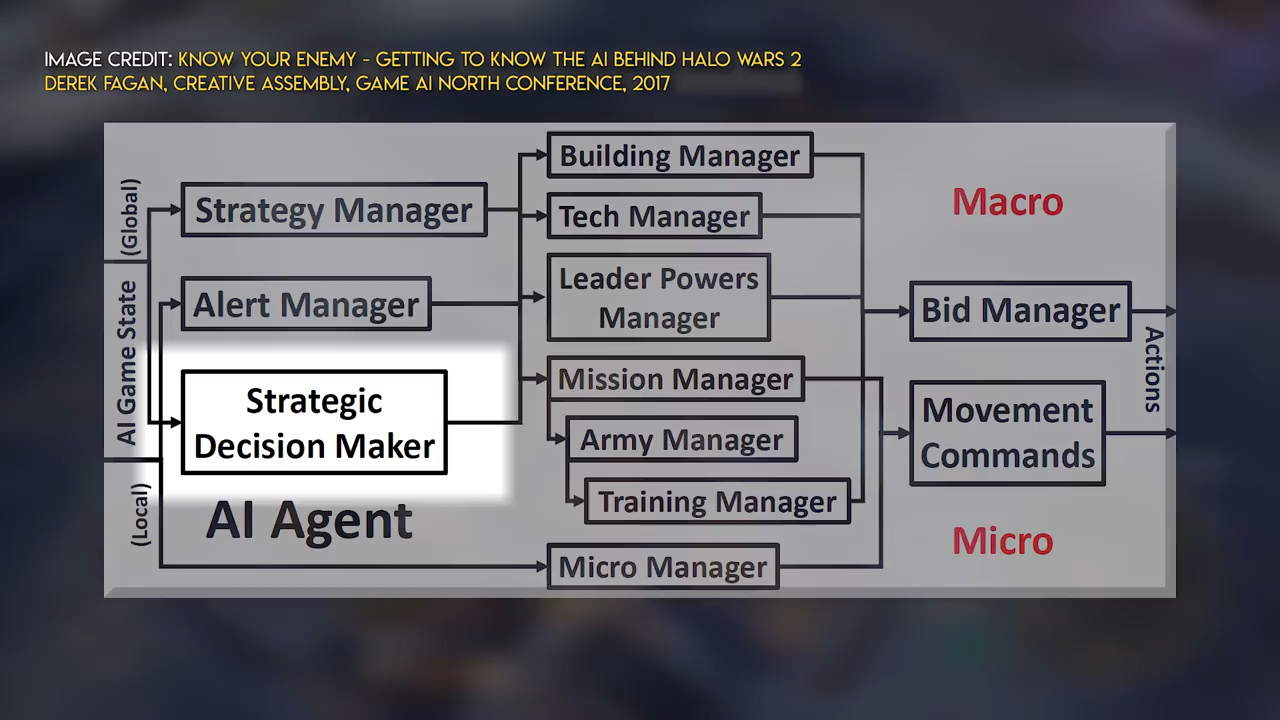 IMAGE CREDIT: KNOW YOUR ENEMY - GETTING TO KNOW THE AI BEHIND HALO WARS 2
DEREK FAGAN, CREATIVE ASSEMBLY, GAME AI NORTH CONFERENCE, 2017
AI Game State
(Global)
(Local)
Strategy Manager
Alert Manager
Strategic
Decision Maker
AI Agent
Building Manager
Tech Manager
Leader Powers
Manager
Mission Manager
Army Manager
Training Manager
Micro Manager
Macro
Bid Manager
Movement
Commands
Micro
Actions